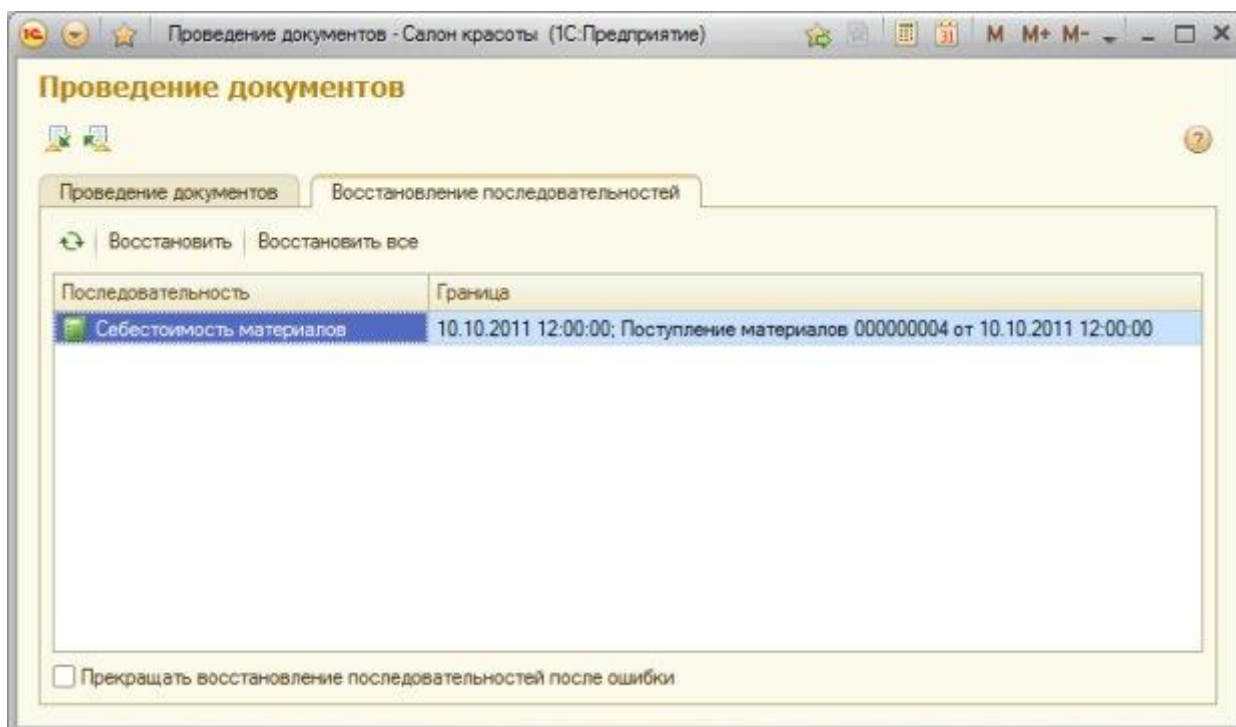 1С Проведение документов - Салон красоты (1С:Предприятие) 31 M M+ M-
Проведение документов
?
Проведение документов Восстановление последовательностей
Восстановить Восстановить все
Последовательность Граница
Себестоимость материалов 10.10.2011 12:00:00; Поступление материалов 000000004 от 10.10.2011 12:00:00
Прекращать восстановление последовательностей после ошибки